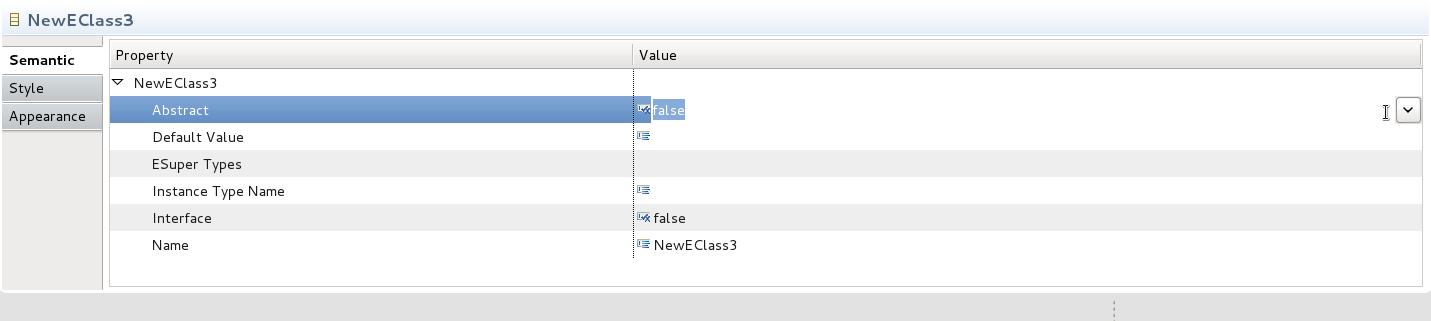 NewEClass3
Semantic
Style
Appearance
Property Value
NewEClass3
Abstract false
Default Value
ESuper Types
Instance Type Name
Interface false
Name NewEClass3